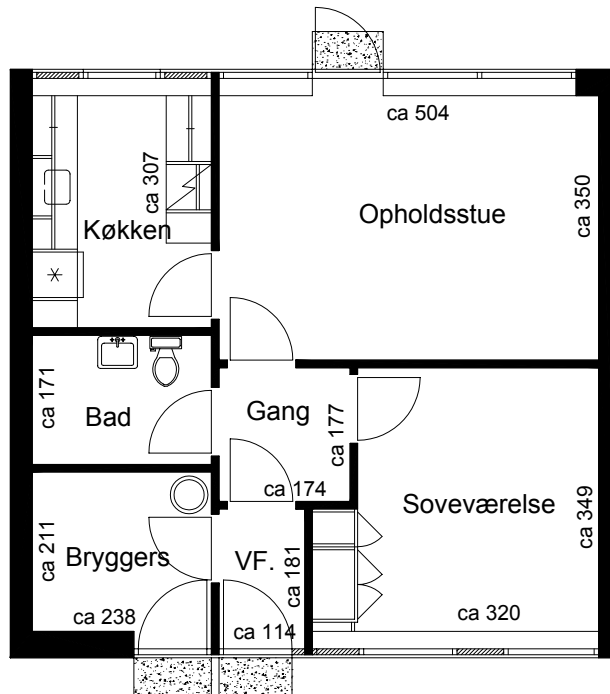 ca 504
ca 307
ca 350
Opholdsstue
Køkken
ca 171
Bad
Gang
ca 177
ca 174
Soveværelse
ca 349
ca 211
Bryggers
VF.
ca 181
ca 238
ca 114
ca 320